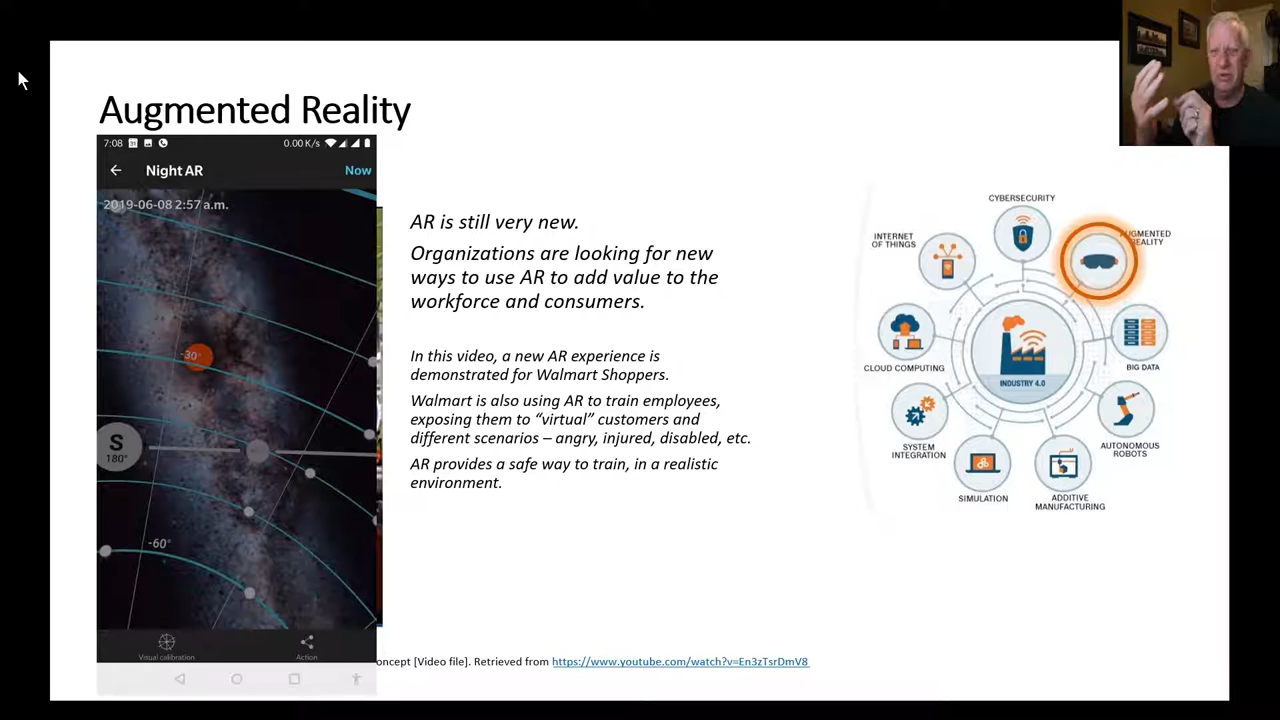 Augmented Reality
7:08
0.00 K/s
Night AR
Now
2019-06-08 2:57 a.m.
-30°
S
180°
-60°
Visual calibration
Action
AR is still very new.
Organizations are looking for new
ways to use AR to add value to the
workforce and consumers.
In this video, a new AR experience is
demonstrated for Walmart Shoppers.
Walmart is also using AR to train employees,
exposing them to “virtual” customers and
different scenarios – angry, injured, disabled, etc.
AR provides a safe way to train, in a realistic
environment.
CYBERSECURITY
AUGMENTED
REALITY
INTERNET
OF THINGS
CLOUD COMPUTING
INDUSTRY 4.0
BIG DATA
SYSTEM
INTEGRATION
AUTONOMOUS
ROBOTS
SIMULATION
ADDITIVE
MANUFACTURING
oncept [Video file]. Retrieved from https://www.youtube.com/watch?v=En3zTsrDmV8